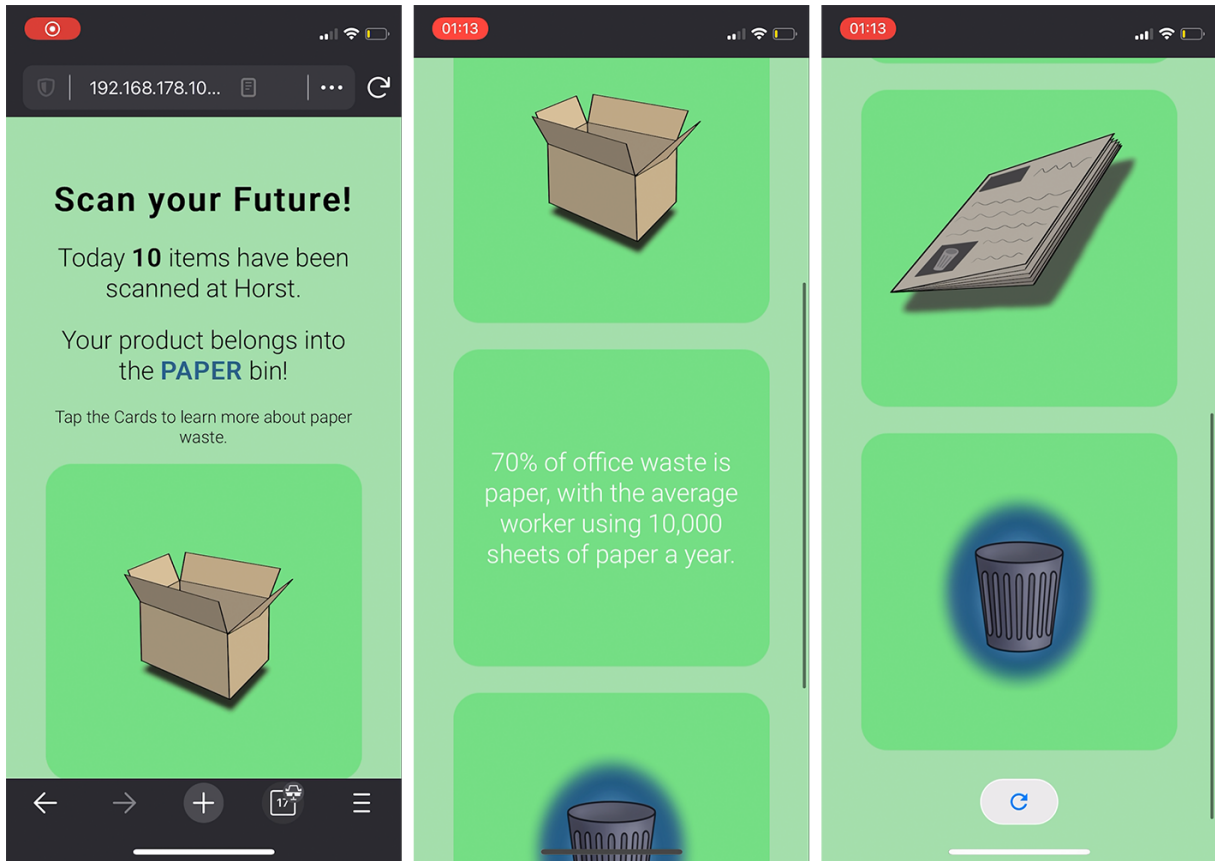 192.168.178.10...
Scan your Future!
Today 10 items have been
scanned at Horst.
Your product belongs into
the PAPER bin!
Tap the Cards to learn more about paper
waste.
17
01:13
70% of office waste is
paper, with the average
worker using 10,000
sheets of paper a year.
01:13